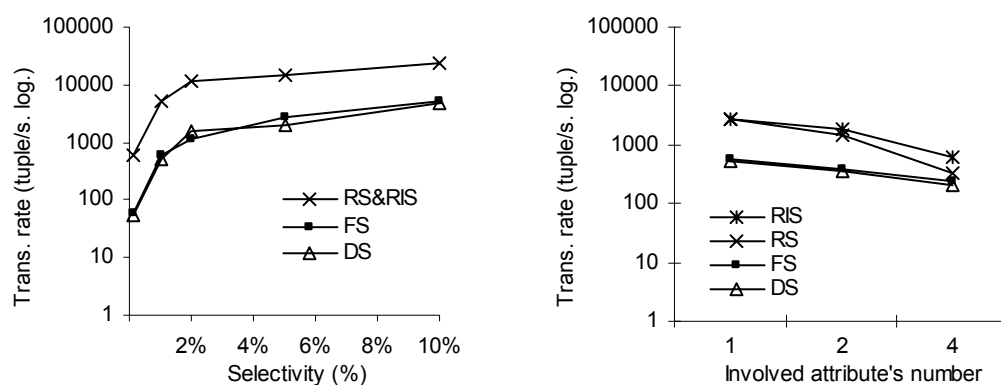 Trans. rate (tuple/s. log.)
100000
10000
1000
100
10
1
RS&RIS
FS
DS
2%
4%
6%
8%
10%
Selectivity (%)
Trans. rate (tuple/s. log.)
100000
10000
1000
100
10
1
RIS
RS
FS
DS
1
2
4
Involved attribute's number